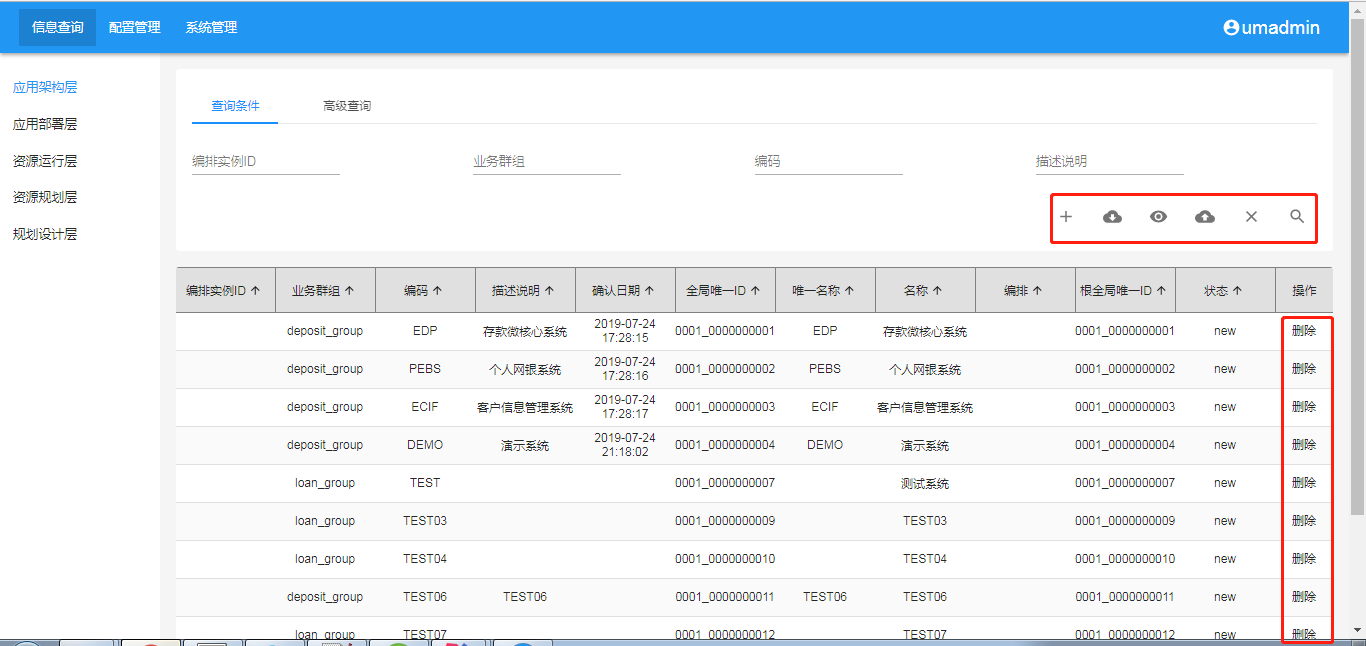 信息查询 配置管理 系统管理 umadmin
应用架构层
应用部署层
资源运行层
资源规划层
规划设计层
查询条件 高级查询
编排实例ID 业务群组 编码 描述说明
编排实例ID 业务群组 编码 描述说明 确认日期 全局唯一ID 唯一名称 名称 编排 根全局唯一ID 状态 操作
deposit_group EDP 存款微核心系统 2019-07-24 17:28:15 0001_0000000001 EDP 存款微核心系统 0001_0000000001 new 删除
deposit_group PEBS 个人网银系统 2019-07-24 17:28:16 0001_0000000002 PEBS 个人网银系统 0001_0000000002 new 删除
deposit_group ECIF 客户信息管理系统 2019-07-24 17:28:17 0001_0000000003 ECIF 客户信息管理系统 0001_0000000003 new 删除
deposit_group DEMO 演示系统 2019-07-24 21:18:02 0001_0000000004 DEMO 演示系统 0001_0000000004 new 删除
loan_group TEST 0001_0000000007 测试系统 0001_0000000007 new 删除
loan_group TEST03 0001_0000000009 TEST03 0001_0000000009 new 删除
loan_group TEST04 0001_0000000010 TEST04 0001_0000000010 new 删除
deposit_group TEST06 TEST06 0001_0000000011 TEST06 TEST06 0001_0000000011 new 删除
loan_group TEST07 0001_0000000012 TEST07 0001_0000000012 new 删除